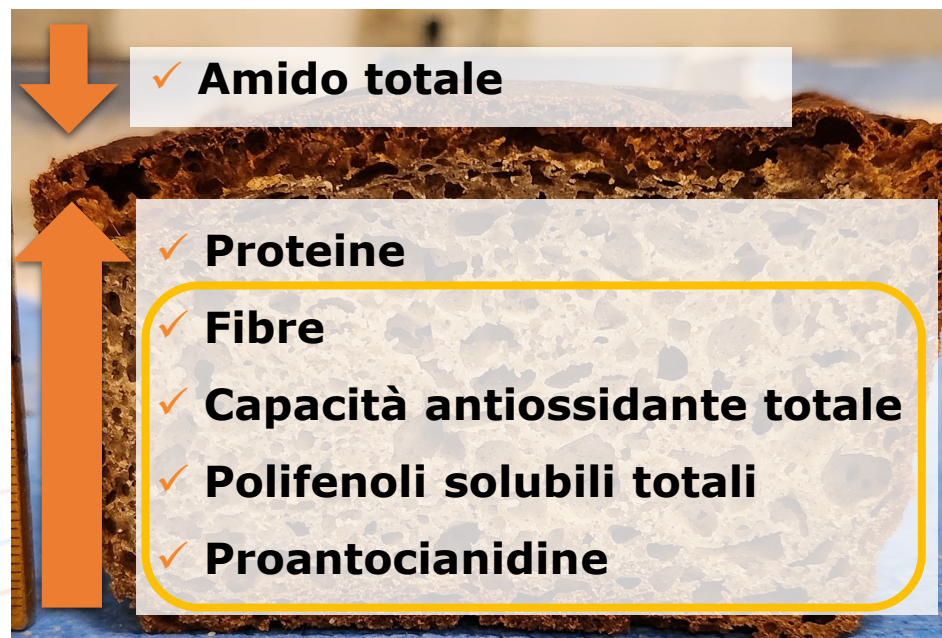 ✓ Amido totale
✓ Proteine
✓ Fibre
✓ Capacità antiossidante totale
✓ Polifenoli solubili totali
✓ Proantocianidine